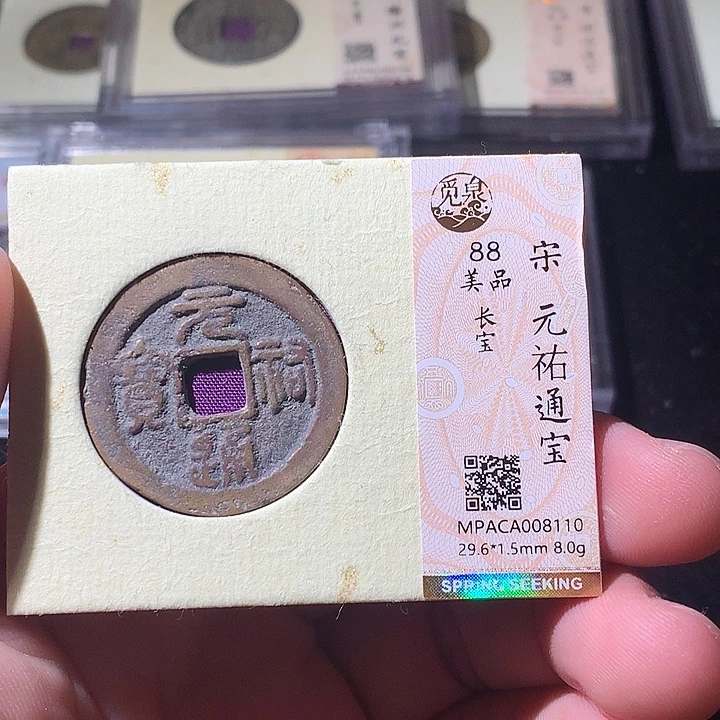 元祐通寶
觅泉
88
美品
长宝
宋 元祐通宝
MPACA008110
29.6*1.5mm 8.0g
SPRING SEEKING